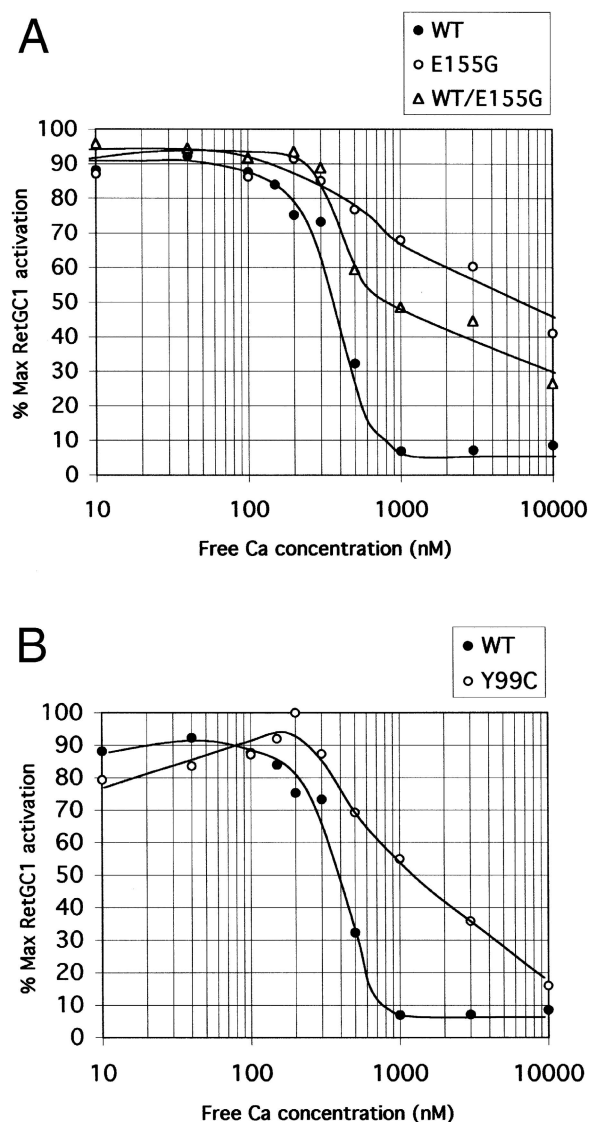 A
● WT
○ E155G
△ WT/E155G
100
90
80
70
60
50
40
30
20
10
0
% Max RetGC1 activation
10 100 1000 10000
Free Ca concentration (nM)
B
● WT
○ Y99C
100
90
80
70
60
50
40
30
20
10
0
% Max RetGC1 activation
10 100 1000 10000
Free Ca concentration (nM)